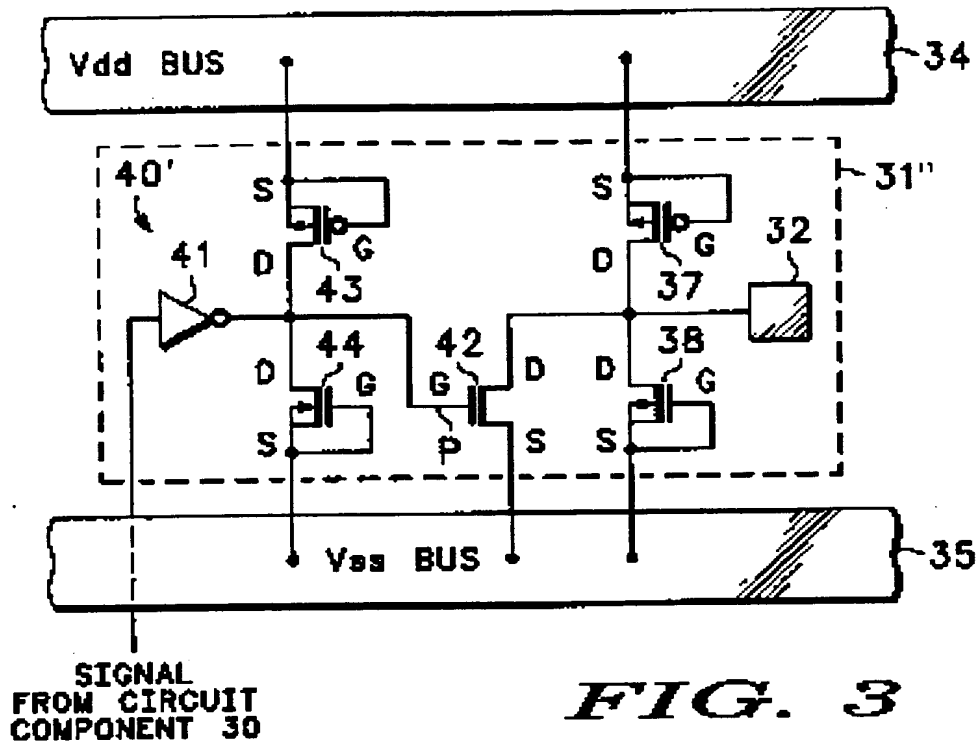 Vdd BUS
34
40'
31"
S
S
32
41
G
G
D
43
D
37
44
42
38
D
G
G
D
D
G
S
P
S
S
Vss BUS
35
SIGNAL
FROM CIRCUIT
COMPONENT 30
FIG. 3